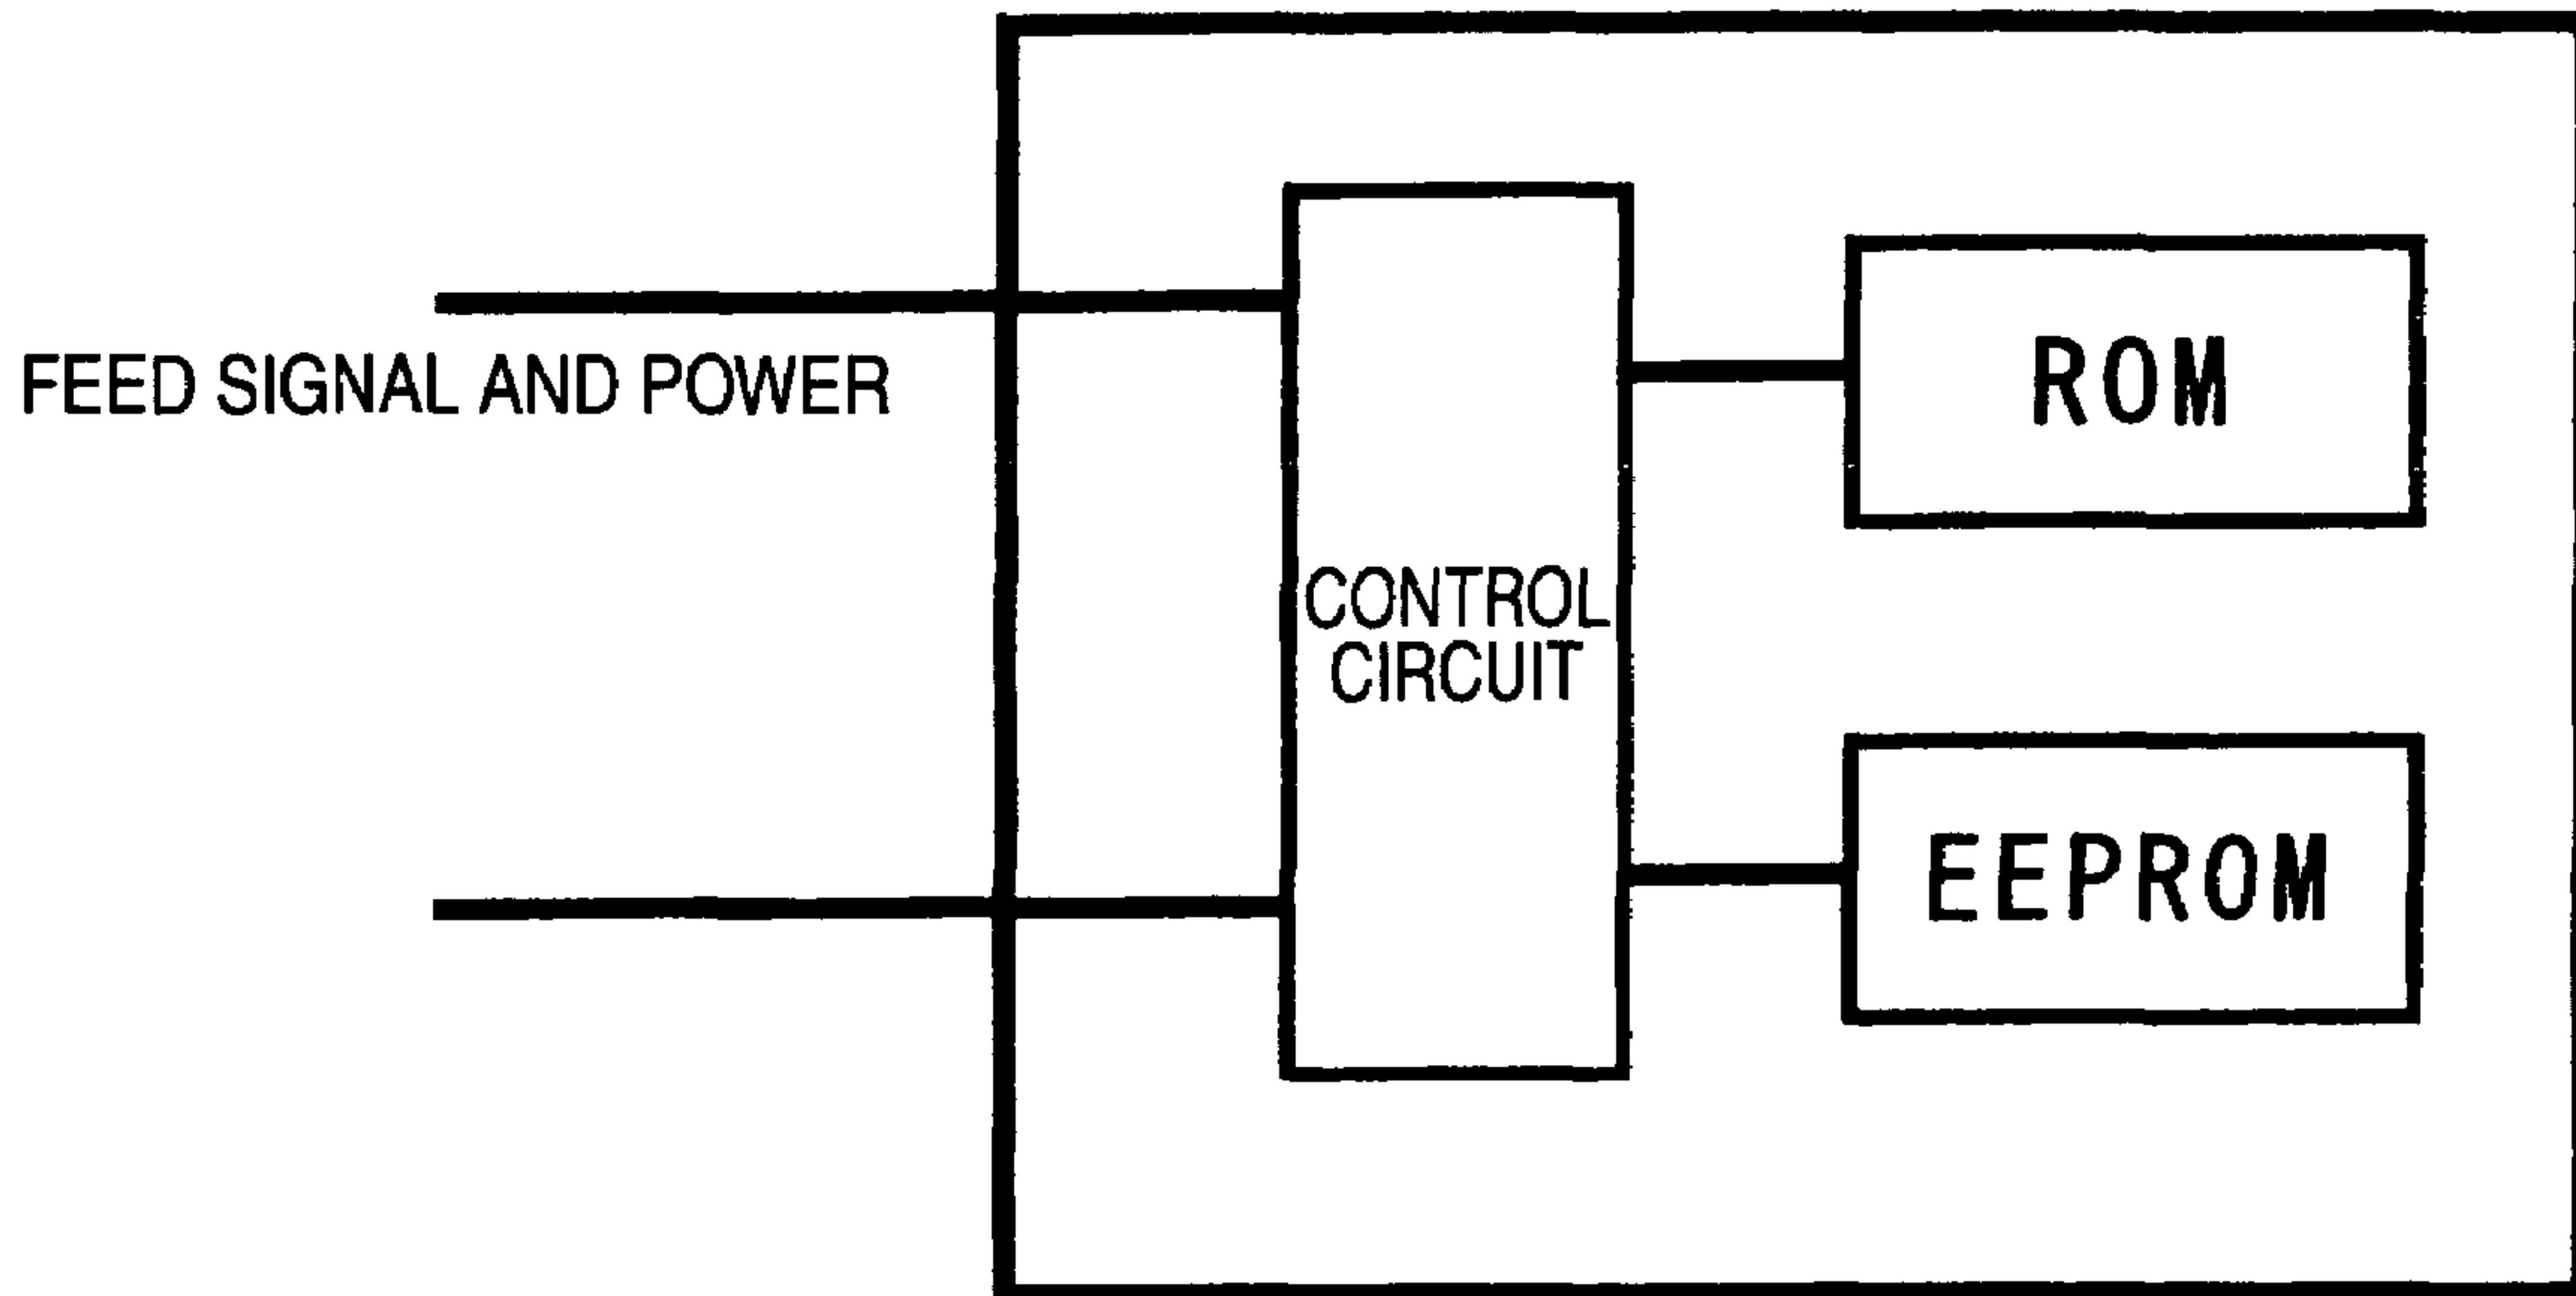 FEED SIGNAL AND POWER
ROM
CONTROL
CIRCUIT
EEPROM